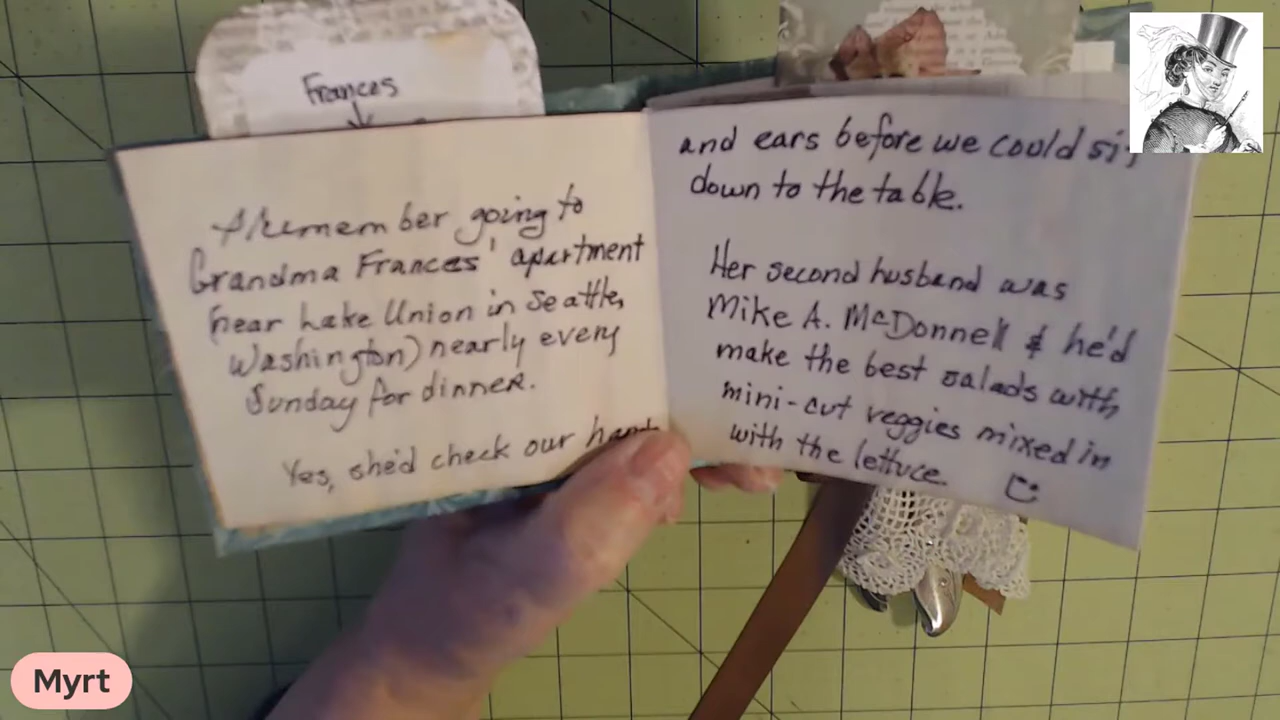 Frances
I remember going to
Grandma Frances' apartment
(near Lake Union in Seattle,
Washington) nearly every
Sunday for dinner.
Yes, she'd check our hands
and ears before we could sit
down to the table.
Her second husband was
Mike A. McDonnell & he'd
make the best salads with
mini-cut veggies mixed in
with the lettuce.
Myrt